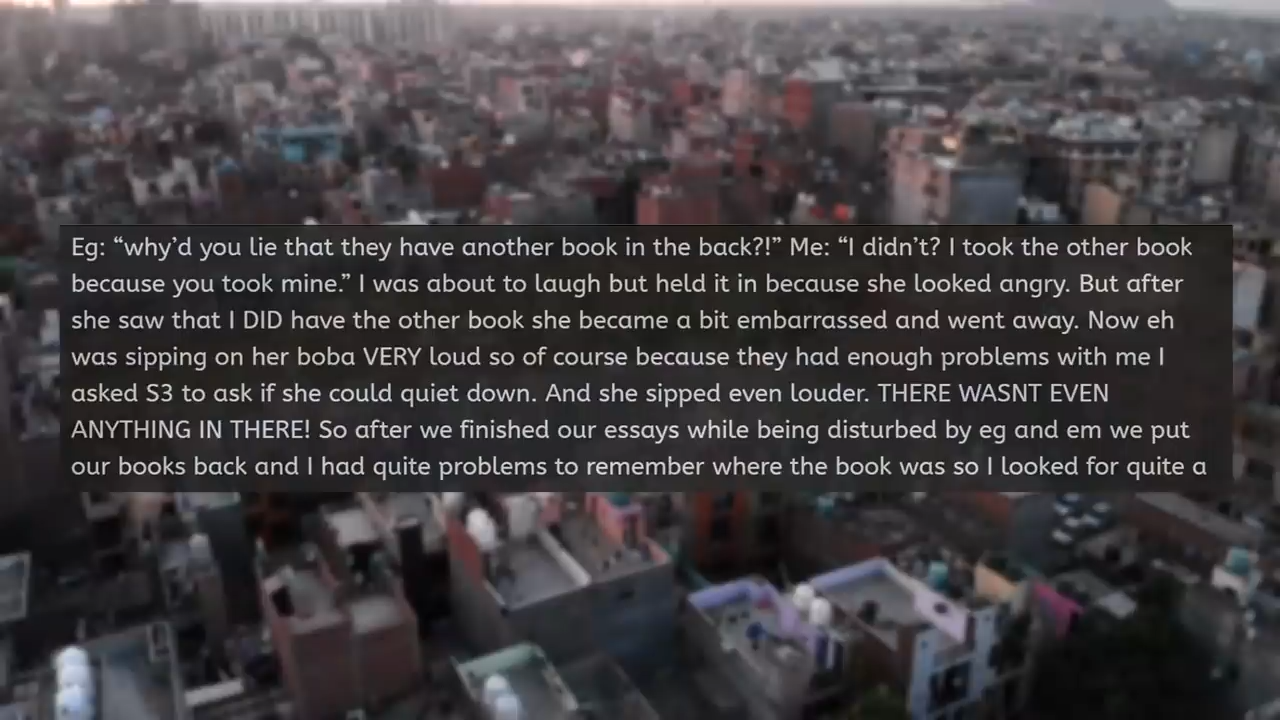 Eg: “why’d you lie that they have another book in the back?!” Me: “I didn’t? I took the other book
because you took mine.” I was about to laugh but held it in because she looked angry. But after
she saw that I DID have the other book she became a bit embarrassed and went away. Now eh
was sipping on her boba VERY loud so of course because they had enough problems with me I
asked S3 to ask if she could quiet down. And she sipped even louder. THERE WASNT EVEN
ANYTHING IN THERE! So after we finished our essays while being disturbed by eg and em we put
our books back and I had quite problems to remember where the book was so I looked for quite a